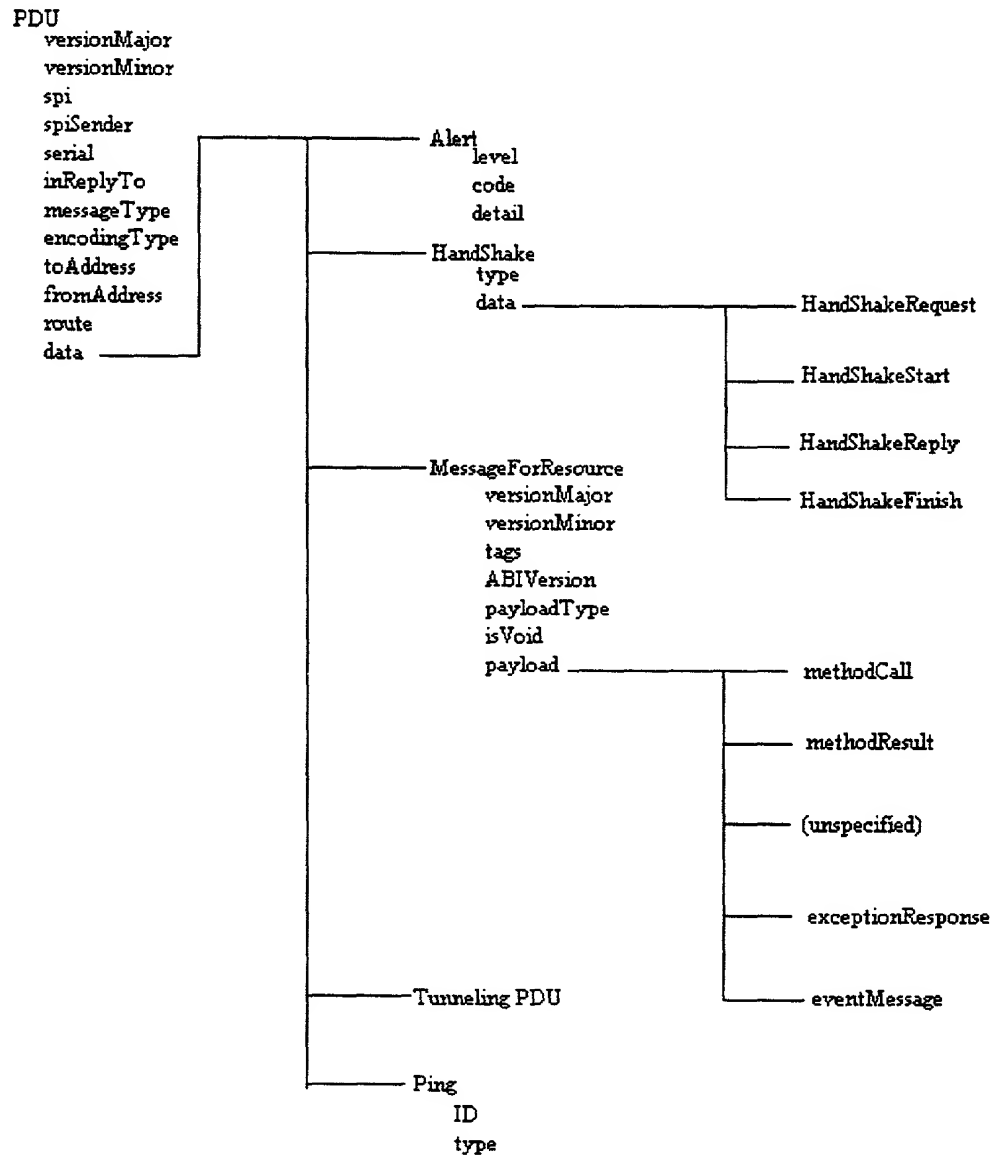 PDU
versionMajor
versionMinor
spi
spiSender
serial
inReplyTo
messageType
encodingType
toAddress
fromAddress
route
data
Alert
level
code
detail
HandShake
type
data
HandShakeRequest
HandShakeStart
HandShakeReply
HandShakeFinish
MessageForResource
versionMajor
versionMinor
tags
ABIVersion
payloadType
isVoid
payload
methodCall
methodResult
(unspecified)
exceptionResponse
eventMessage
Tunneling PDU
Ping
ID
type